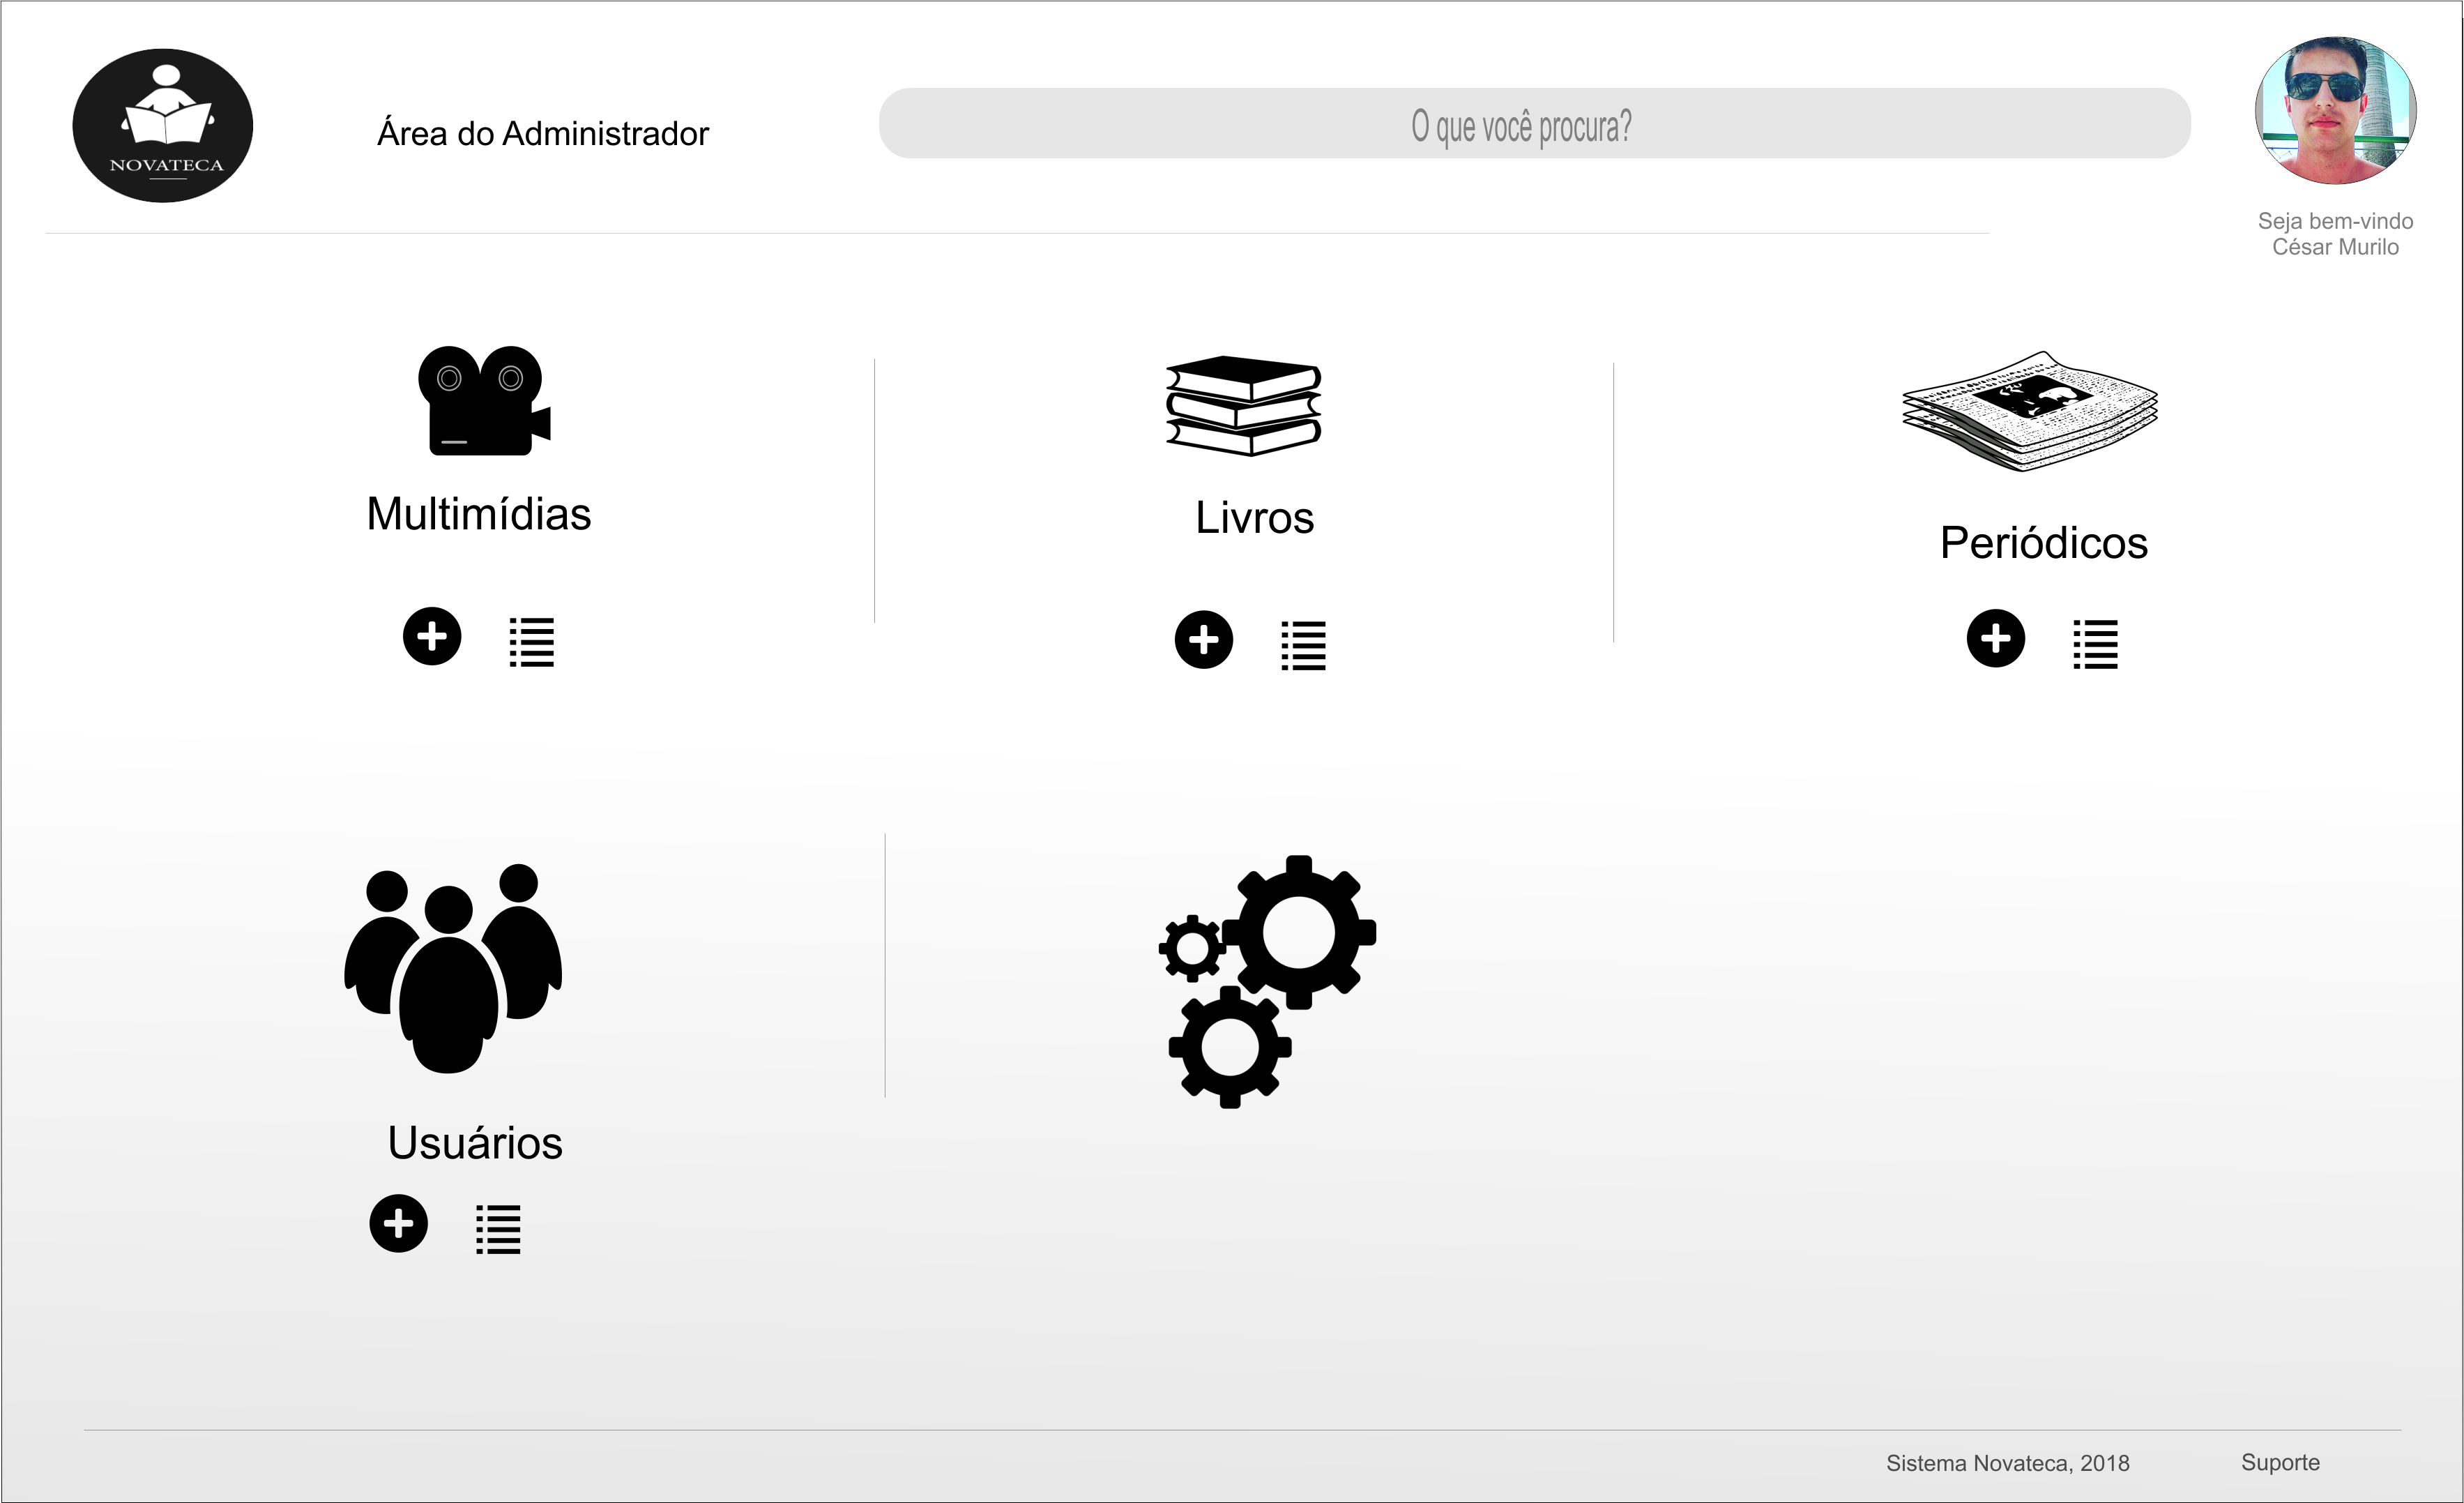 NOVATECA
Área do Administrador
O que você procura?
Seja bem-vindo
César Murilo
Multimídias
Livros
Periódicos
Usuários
Sistema Novateca, 2018
Suporte